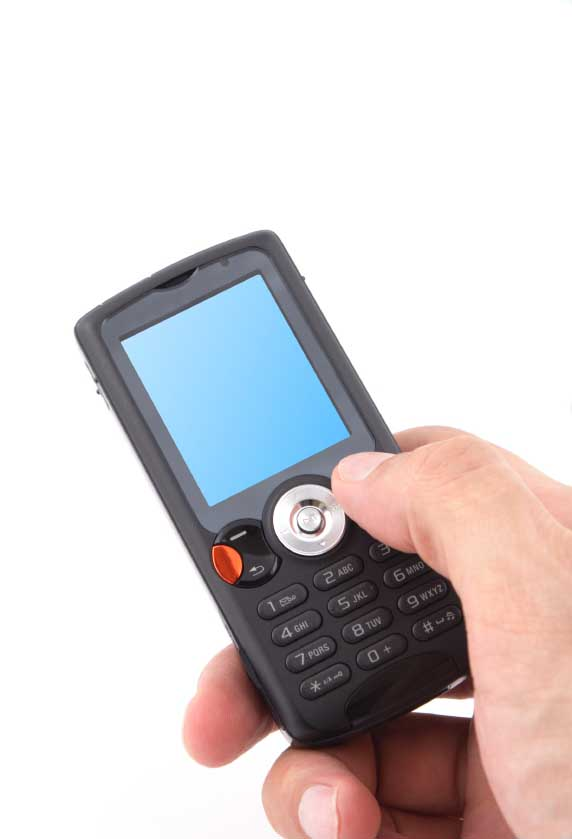 1 2 ABC 3
4 GHI 5 JKL 6 MNO
7 PQRS 8 TUV 9 WXYZ
* 0 + #